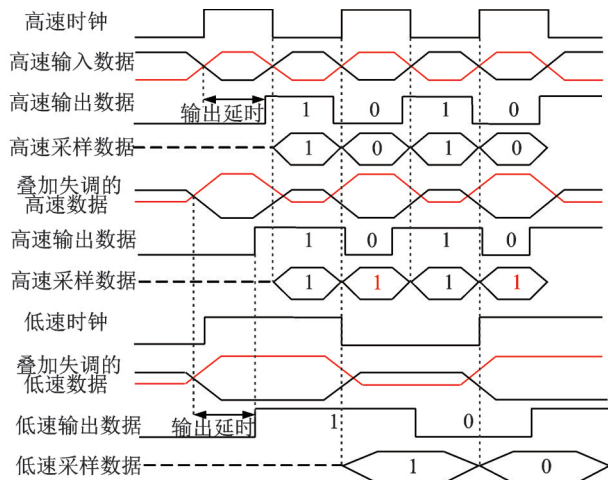 高速时钟
高速输入数据
高速输出数据
1 0 1 0
输出延时
高速采样数据
1 0 1 0
叠加失调的
高速数据
高速输出数据
1 0 1 0
高速采样数据
1 1 1 1
低速时钟
叠加失调的
低速数据
低速输出数据
输出延时
1 0
低速采样数据
1 0